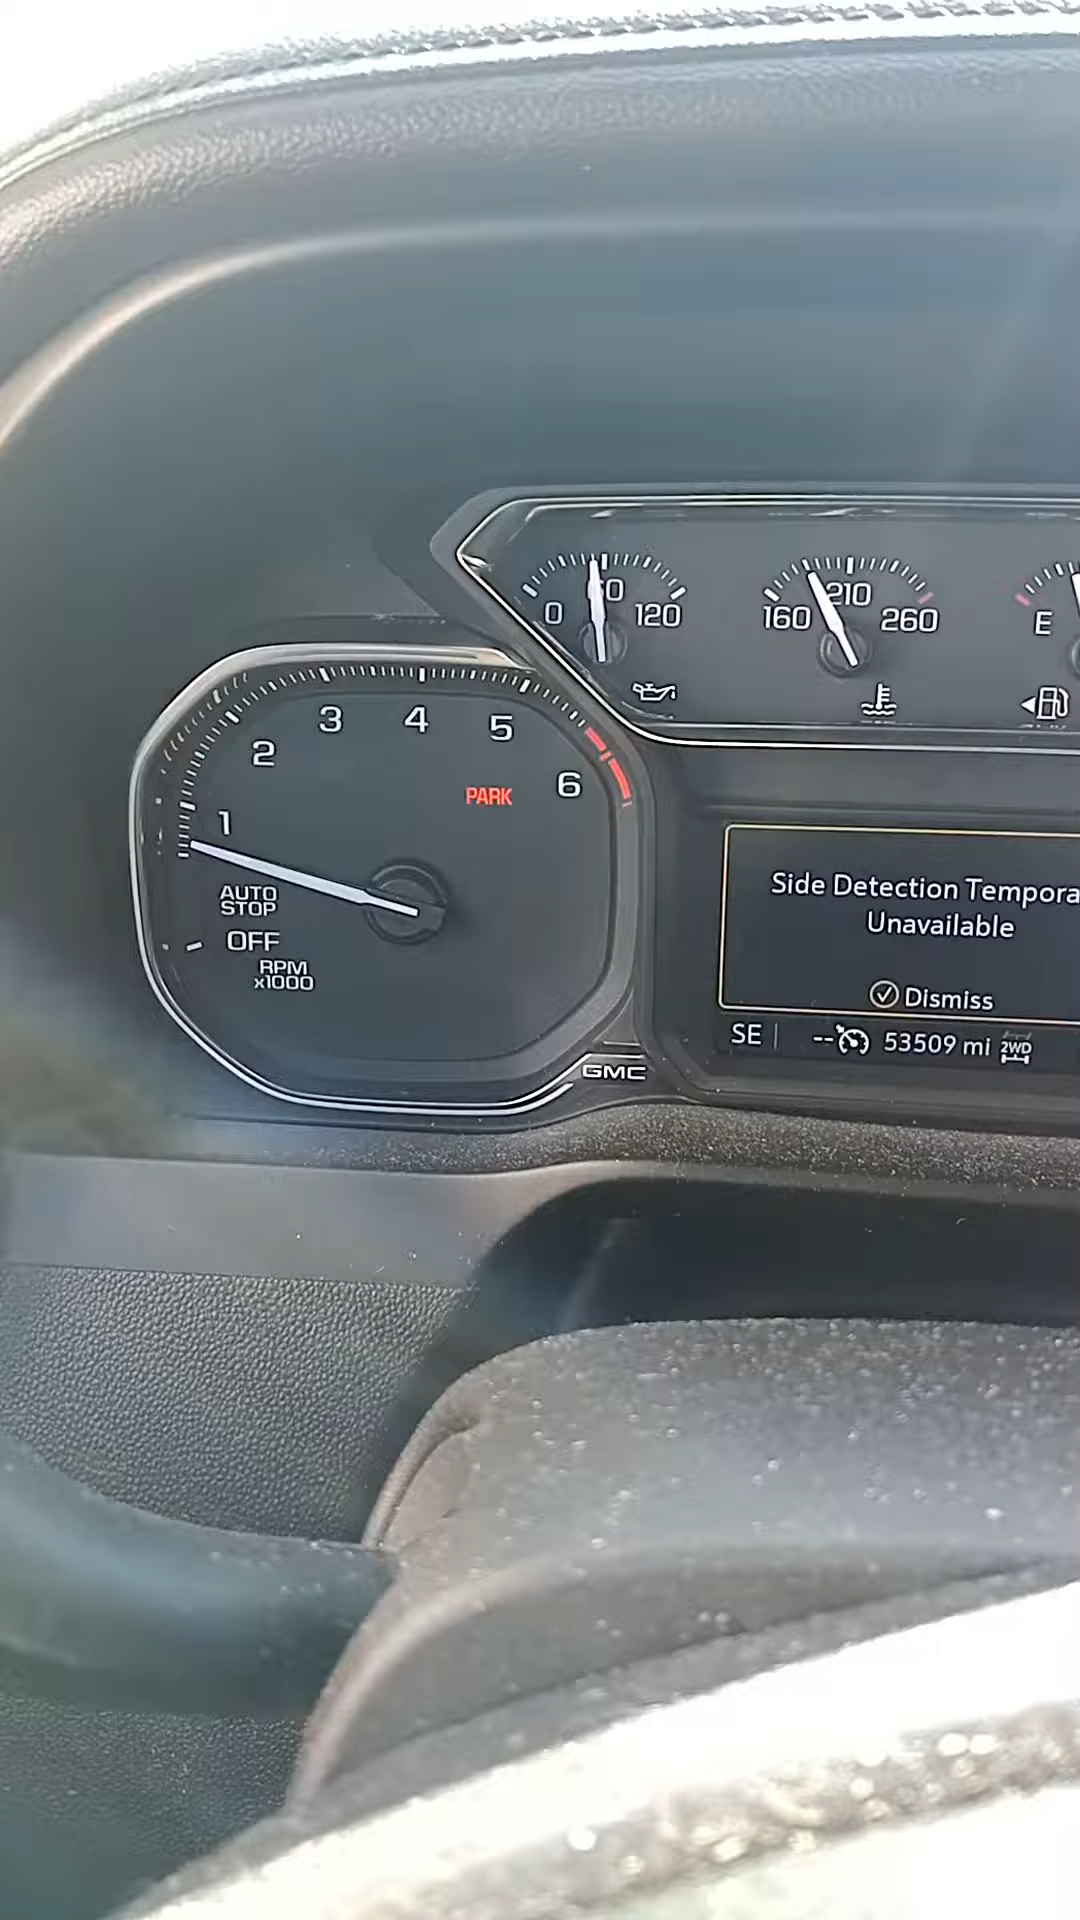 0 60 120
160 210 260
E
1 2 3 4 5 6
PARK
AUTO
STOP
OFF
RPM
x1000
Side Detection Tempora
Unavailable
Dismiss
SE -- 53509 mi 2WD
GMC